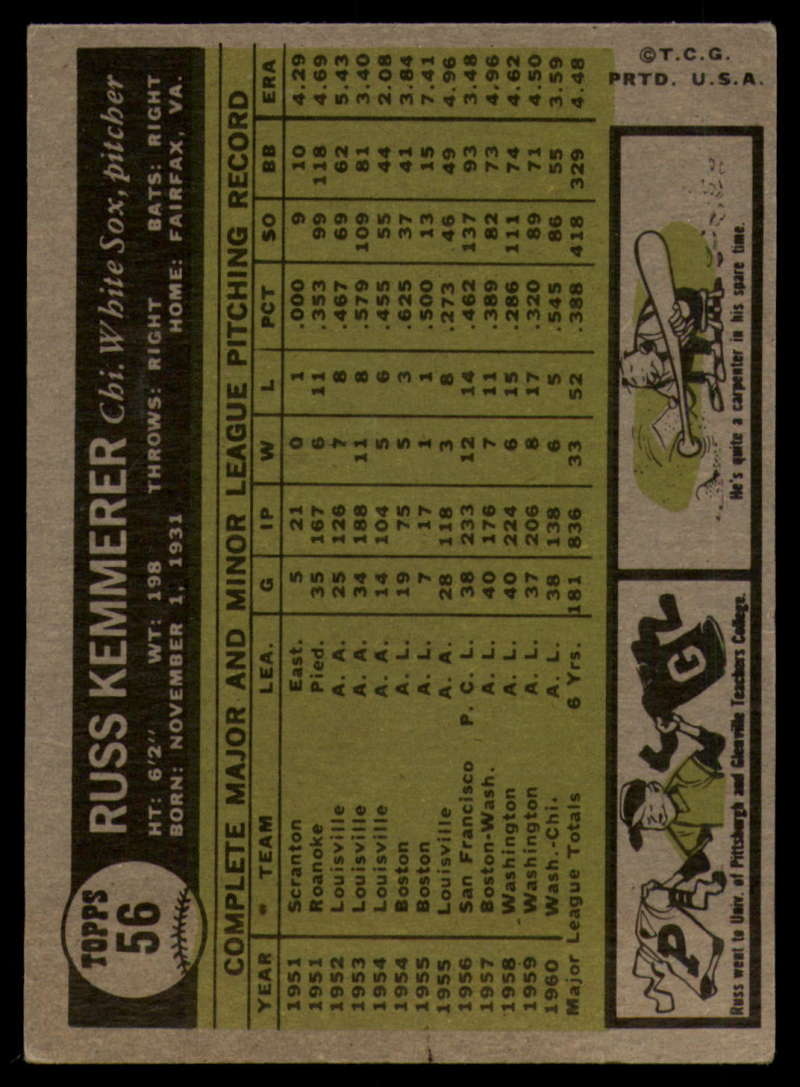 TOPPS
56
RUSS KEMMERER Chi. White Sox, pitcher
HT: 6'2" WT: 198 THROWS: RIGHT BATS: RIGHT
BORN: NOVEMBER 1, 1931 HOME: FAIRFAX, VA.
COMPLETE MAJOR AND MINOR LEAGUE PITCHING RECORD
YEAR TEAM LEA. G IP W L PCT SO BB ERA
1951 Scranton East. 5 21 0 1 .000 9 10 4.29
1951 Roanoke Pied. 35 167 6 11 .353 99 118 4.69
1952 Louisville A. A. 25 126 7 8 .467 69 62 5.43
1953 Louisville A. A. 34 188 11 8 .579 109 81 3.40
1954 Louisville A. A. 14 104 5 6 .455 55 44 2.08
1954 Boston A. L. 19 75 5 3 .625 37 41 3.84
1955 Boston A. L. 7 17 1 1 .500 13 15 7.41
1955 Louisville A. A. 28 118 3 8 .273 46 49 4.96
1956 San Francisco P. C. L. 38 233 12 14 .462 137 93 3.48
1957 Boston-Wash. A. L. 40 176 7 11 .389 82 73 4.96
1958 Washington A. L. 40 224 6 15 .286 111 74 4.62
1959 Washington A. L. 37 206 8 17 .320 89 71 4.50
1960 Wash.-Chi. A. L. 38 138 6 5 .545 86 55 3.59
Major League Totals 6 Yrs. 181 836 33 52 .388 418 329 4.48
P
G
Russ went to Univ. of Pittsburgh and Glenville Teachers College.
He's quite a carpenter in his spare time.
©T.C.G.
PRTD. U.S.A.